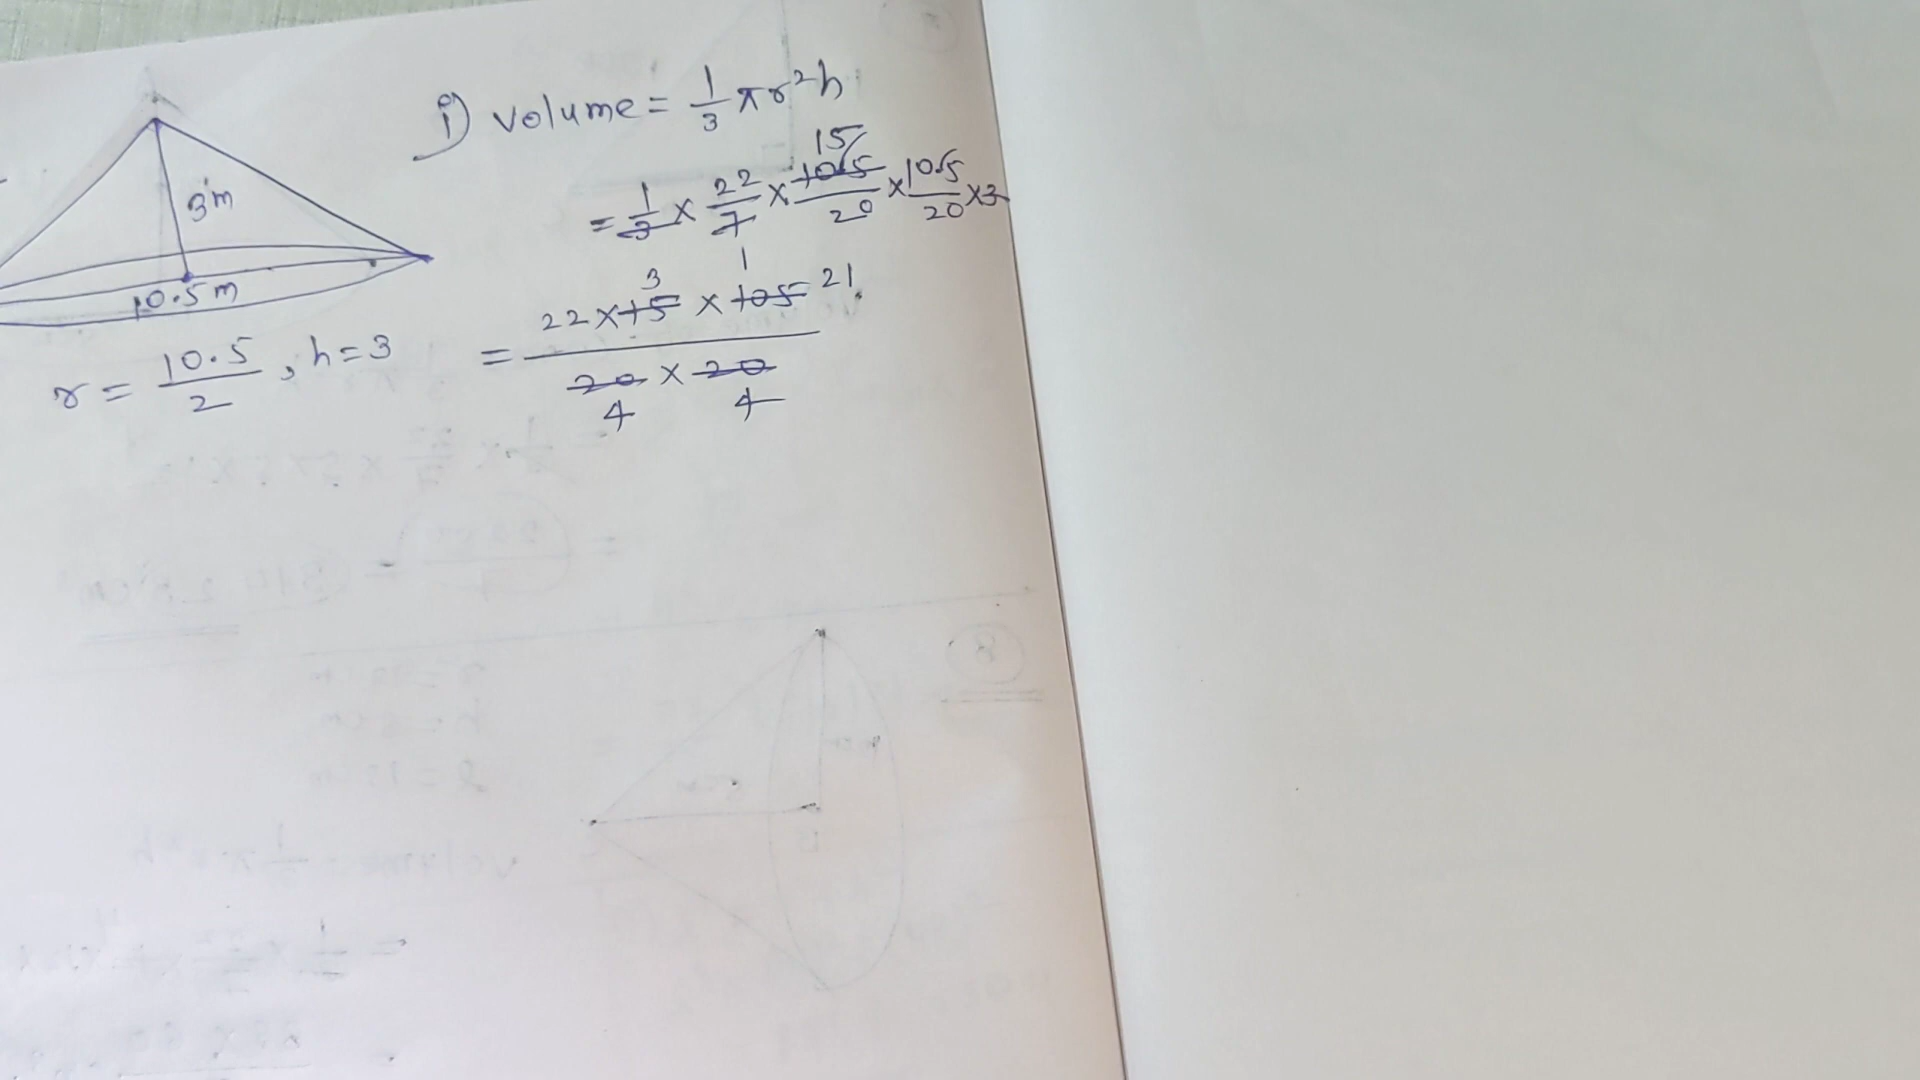 i) volume = 1/3 πr²h
15
= 1/3 × 22/7 × 10.5/20 × 10.5/20 × 3
3m
10.5m
3 1
= 22×15 × 105 21 / 20 × 20
4 4
r = 10.5/2, h=3